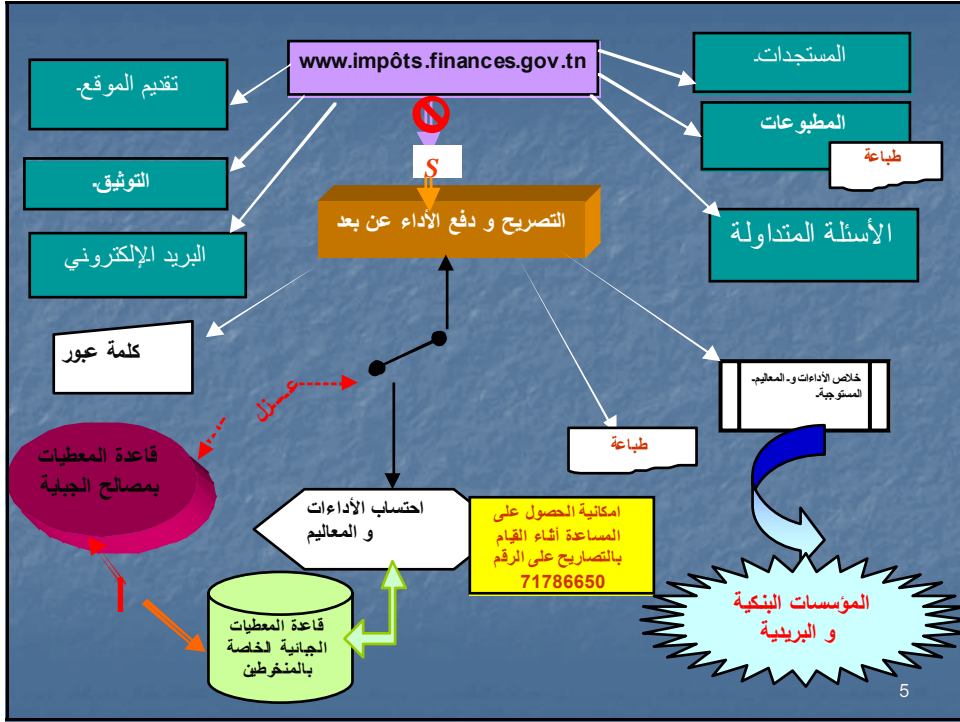 www.impôts.finances.gov.tn
المستجدات
تقديم الموقع
المطبوعات
طباعة
S
التوثيق
التصريح و دفع الأداء عن بعد
الأسئلة المتداولة
البريد الإلكتروني
كلمة عبور
خلاص الأداءات و المعاليم
المستوجبة
عـزل
طباعة
قاعدة المعطيات
بمصالح الجباية
احتساب الأداءات
و المعاليم
امكانية الحصول على
المساعدة أثناء القيام
بالتصاريح على الرقم
71786650
المؤسسات البنكية
و البريدية
قاعدة المعطيات
الجبائية الخاصة
بالمنخرطين
5